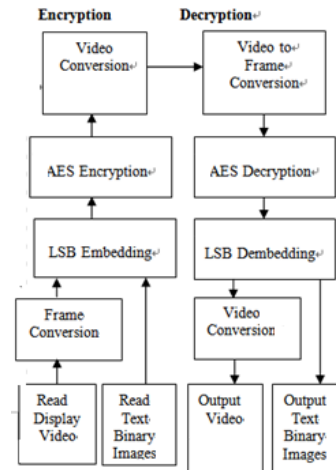 Encryption Decryption
Video
Conversion
Video to
Frame
Conversion
AES Encryption
AES Decryption
LSB Embedding
LSB Dembedding
Frame
Conversion
Video
Conversion
Read
Display
Video
Read
Text
Binary
Images
Output
Video
Output
Text
Binary
Images